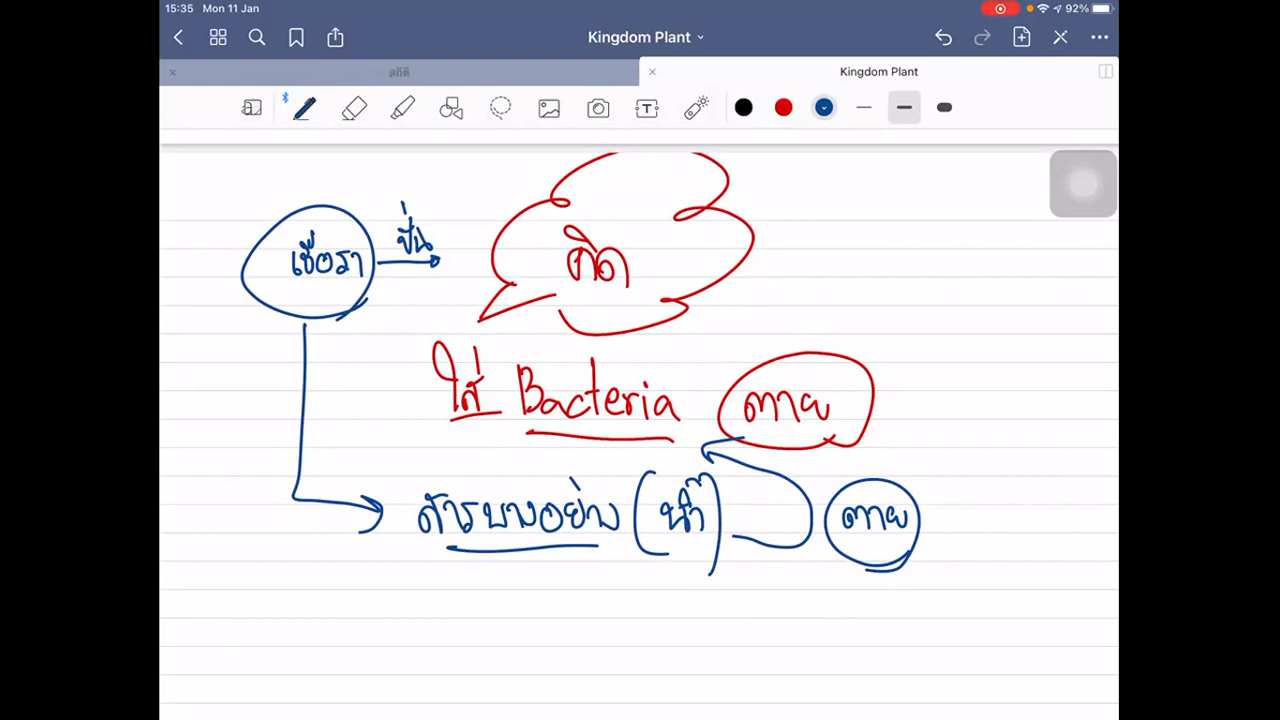 15:35 Mon 11 Jan
92%
Kingdom Plant
สถิติ
Kingdom Plant
เชื้อรา ปั่น
คิด
ใส่ Bacteria ตาย
สารบางอย่าง (น้ำ) ตาย